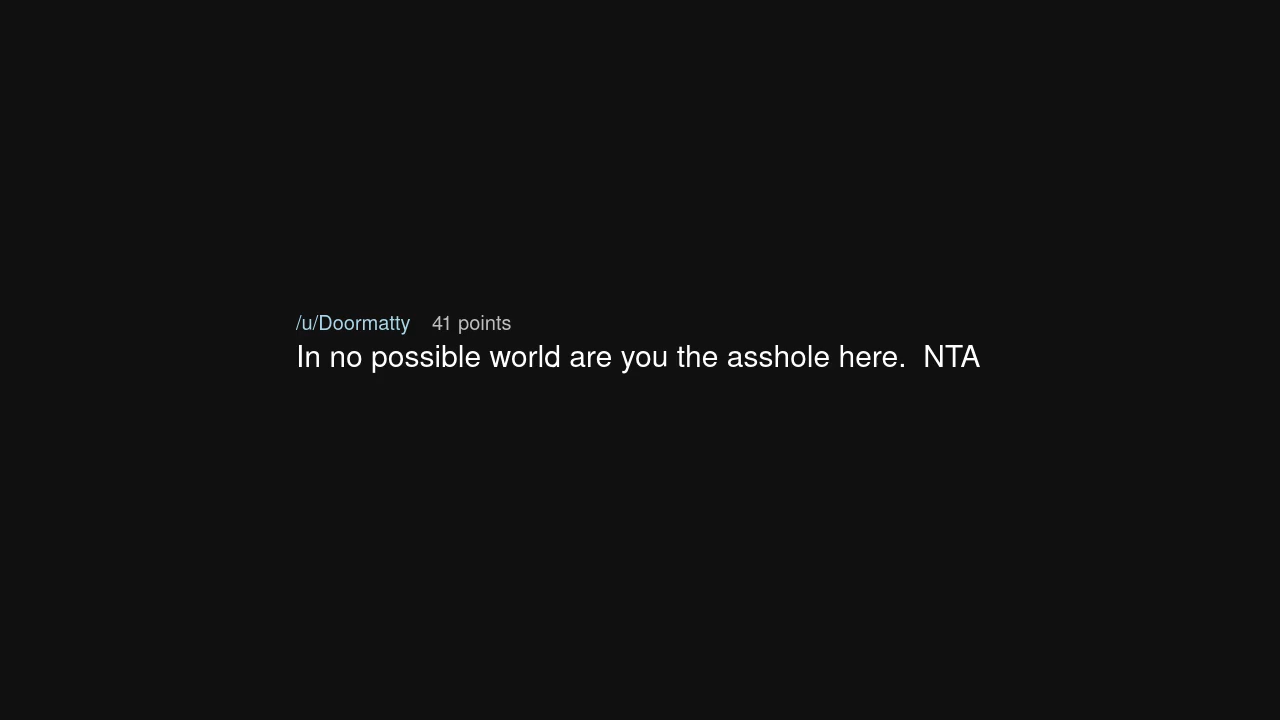 /u/Doormatty 41 points
In no possible world are you the asshole here.  NTA